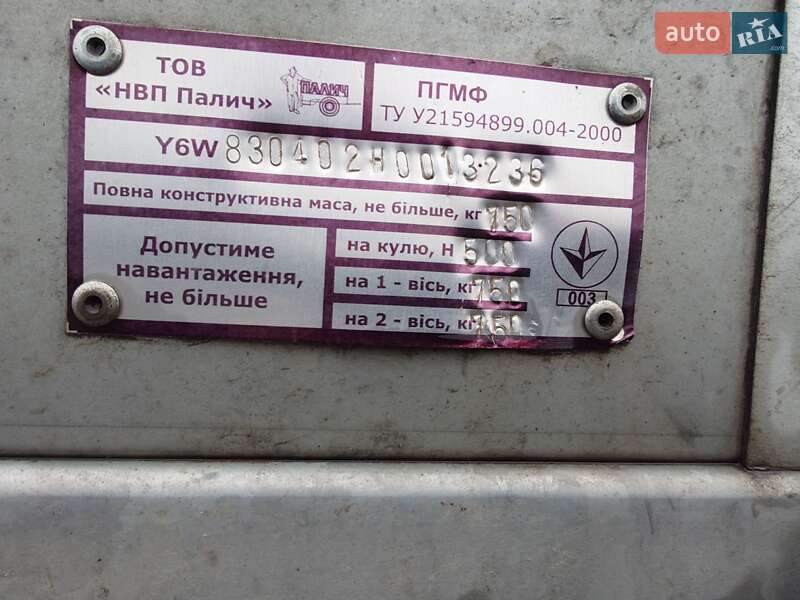 auto RIA.com
ТОВ
«НВП Палич»
ПАЛИЧ
ПГМФ
ТУ У21594899.004-2000
Y6W 830402H0013236
Повна конструктивна маса, не більше, кг 750
Допустиме
навантаження,
не більше
на кулю, Н 500
на 1 - вісь, кг 750
на 2 - вісь, кг 750
003